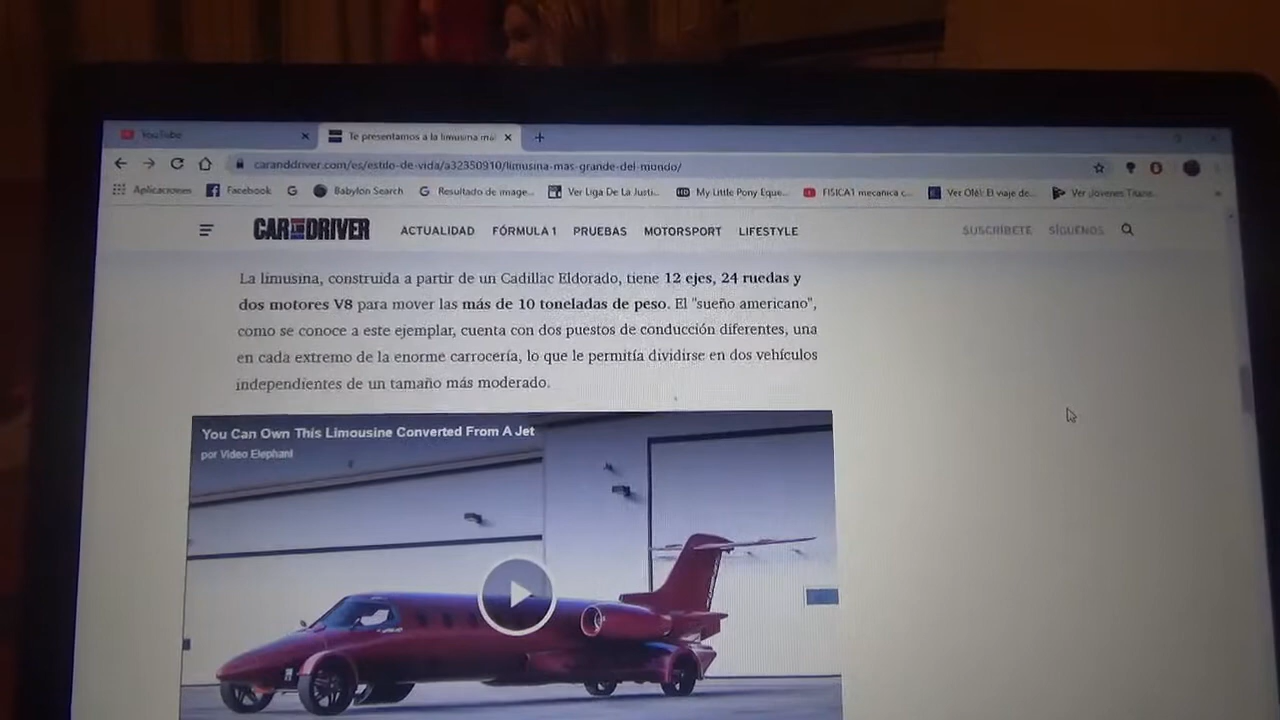 YouTube
Te presentamos a la limusina má
caranddriver.com/es/estilo-de-vida/a32350910/limusina-mas-grande-del-mundo/
Aplicaciones Facebook Babylon Search Resultado de image... Ver Liga De La Justi... My Little Pony Eque... FISICA1 mecanica c... Ver Olé! El viaje de... Ver Jóvenes Titane...
CAR AND DRIVER ACTUALIDAD FÓRMULA 1 PRUEBAS MOTORSPORT LIFESTYLE SUSCRÍBETE SÍGUENOS
La limusina, construida a partir de un Cadillac Eldorado, tiene 12 ejes, 24 ruedas y
dos motores V8 para mover las más de 10 toneladas de peso. El "sueño americano",
como se conoce a este ejemplar, cuenta con dos puestos de conducción diferentes, una
en cada extremo de la enorme carrocería, lo que le permitía dividirse en dos vehículos
independientes de un tamaño más moderado.
You Can Own This Limousine Converted From A Jet
por Video Elephant